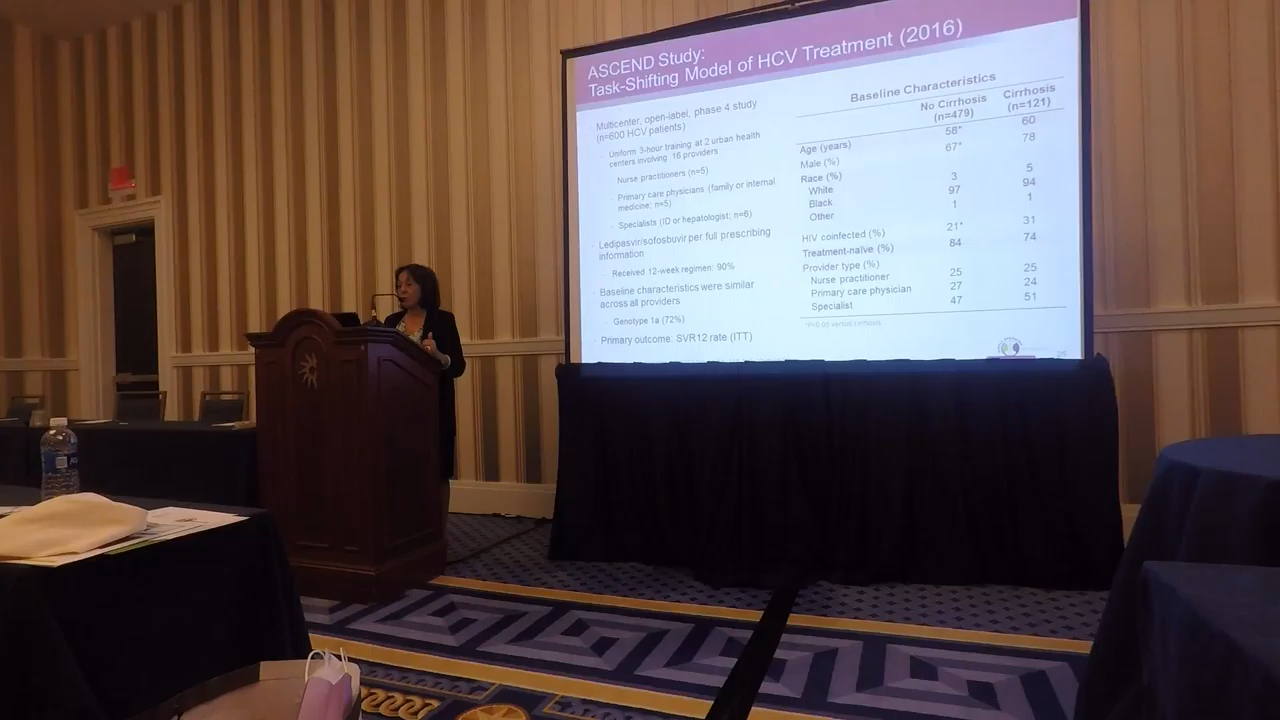 ASCEND Study:
Task-Shifting Model of HCV Treatment (2016)
Multicenter, open-label, phase 4 study
(n=600 HCV patients)
Uniform 3-hour training at 2 urban health
centers involving 16 providers
Nurse practitioners (n=5)
Primary care physicians (family or internal
medicine; n=5)
Specialists (ID or hepatologist; n=6)
Ledipasvir/sofosbuvir per full prescribing
information
Received 12-week regimen: 90%
Baseline characteristics were similar
across all providers
Genotype 1a (72%)
Primary outcome: SVR12 rate (ITT)
Baseline Characteristics
No Cirrhosis Cirrhosis
(n=479) (n=121)
Age (years) 58* 60
Male (%) 67* 78
Race (%)
White 3 5
Black 97 94
Other 1 1
HIV coinfected (%) 21* 31
Treatment-naïve (%) 84 74
Provider type (%)
Nurse practitioner 25 25
Primary care physician 27 24
Specialist 47 51
*P<0.05 versus cirrhosis.